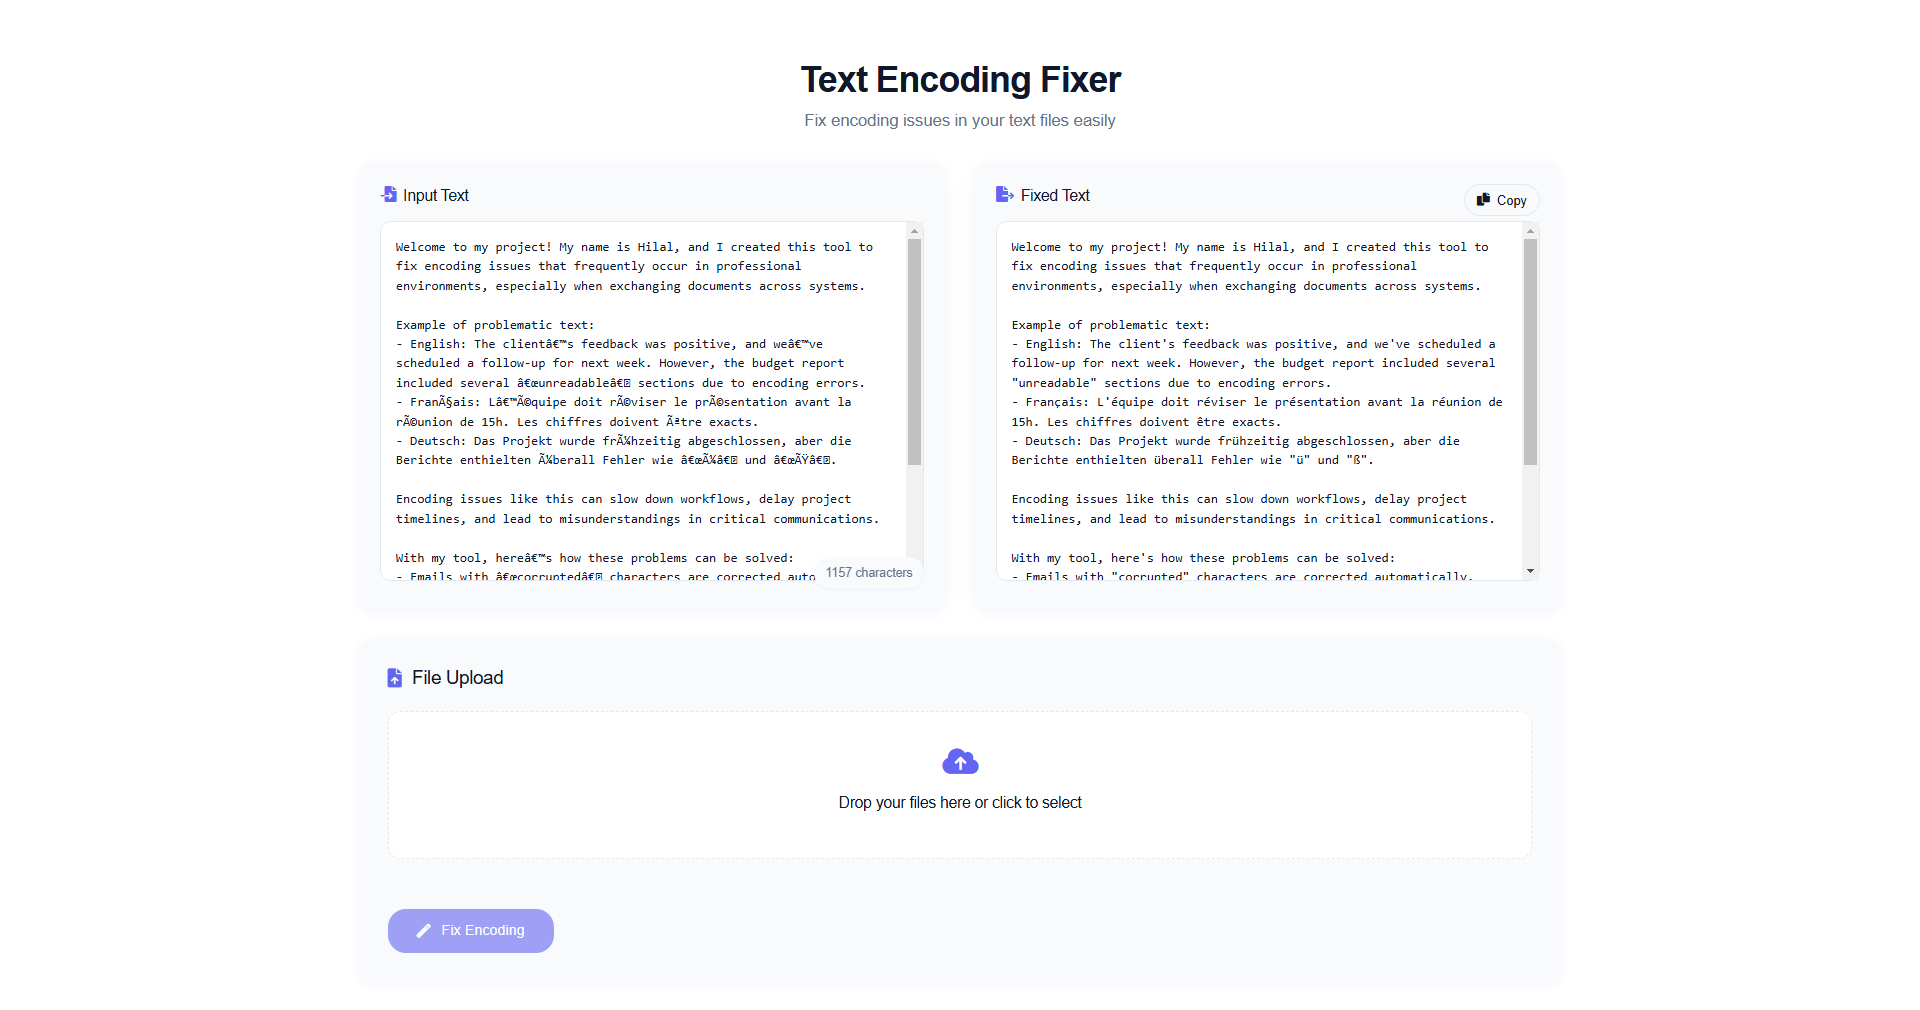 Text Encoding Fixer
Fix encoding issues in your text files easily
Input Text
Welcome to my project! My name is Hilal, and I created this tool to
fix encoding issues that frequently occur in professional
environments, especially when exchanging documents across systems.
Example of problematic text:
- English: The clientâ€™s feedback was positive, and weâ€™ve
scheduled a follow-up for next week. However, the budget report
included several â€œunreadableâ€ sections due to encoding errors.
- FranÃ§ais: Lâ€™Ã©quipe doit rÃ©viser le prÃ©sentation avant la
rÃ©union de 15h. Les chiffres doivent Ãªtre exacts.
- Deutsch: Das Projekt wurde frÃ¼hzeitig abgeschlossen, aber die
Berichte enthielten Ã¼berall Fehler wie â€œÃ¼â€ und â€œÃŸâ€.
Encoding issues like this can slow down workflows, delay project
timelines, and lead to misunderstandings in critical communications.
With my tool, hereâ€™s how these problems can be solved:
- Emails with â€œcorruptedâ€ characters are corrected auto
1157 characters
Fixed Text
Copy
Welcome to my project! My name is Hilal, and I created this tool to
fix encoding issues that frequently occur in professional
environments, especially when exchanging documents across systems.
Example of problematic text:
- English: The client's feedback was positive, and we've scheduled a
follow-up for next week. However, the budget report included several
"unreadable" sections due to encoding errors.
- Français: L'équipe doit réviser le présentation avant la réunion de
15h. Les chiffres doivent être exacts.
- Deutsch: Das Projekt wurde frühzeitig abgeschlossen, aber die
Berichte enthielten überall Fehler wie "ü" und "ß".
Encoding issues like this can slow down workflows, delay project
timelines, and lead to misunderstandings in critical communications.
With my tool, here's how these problems can be solved:
- Emails with "corrupted" characters are corrected automatically.
File Upload
Drop your files here or click to select
Fix Encoding